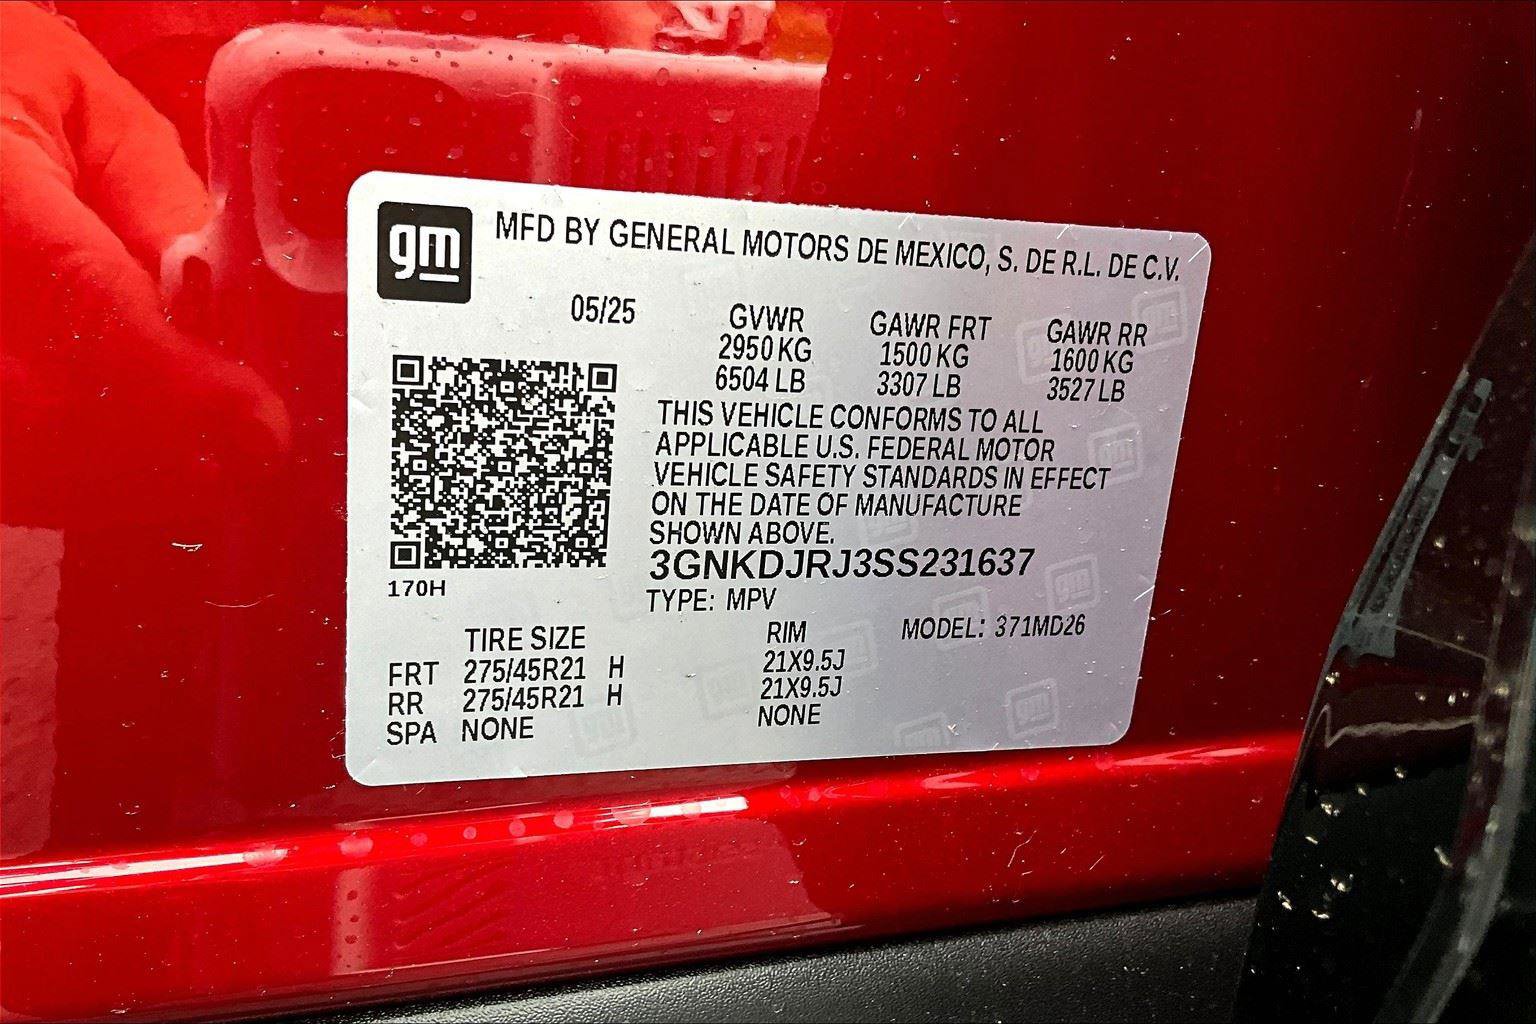 gm
MFD BY GENERAL MOTORS DE MEXICO, S. DE R.L. DE C.V.
05/25 GVWR GAWR FRT GAWR RR
2950 KG 1500 KG 1600 KG
6504 LB 3307 LB 3527 LB
THIS VEHICLE CONFORMS TO ALL
APPLICABLE U.S. FEDERAL MOTOR
VEHICLE SAFETY STANDARDS IN EFFECT
ON THE DATE OF MANUFACTURE
SHOWN ABOVE.
3GNKDJRJ3SS231637
170H
TYPE: MPV
TIRE SIZE RIM MODEL: 371MD26
FRT 275/45R21 H 21X9.5J
RR 275/45R21 H 21X9.5J
SPA NONE NONE